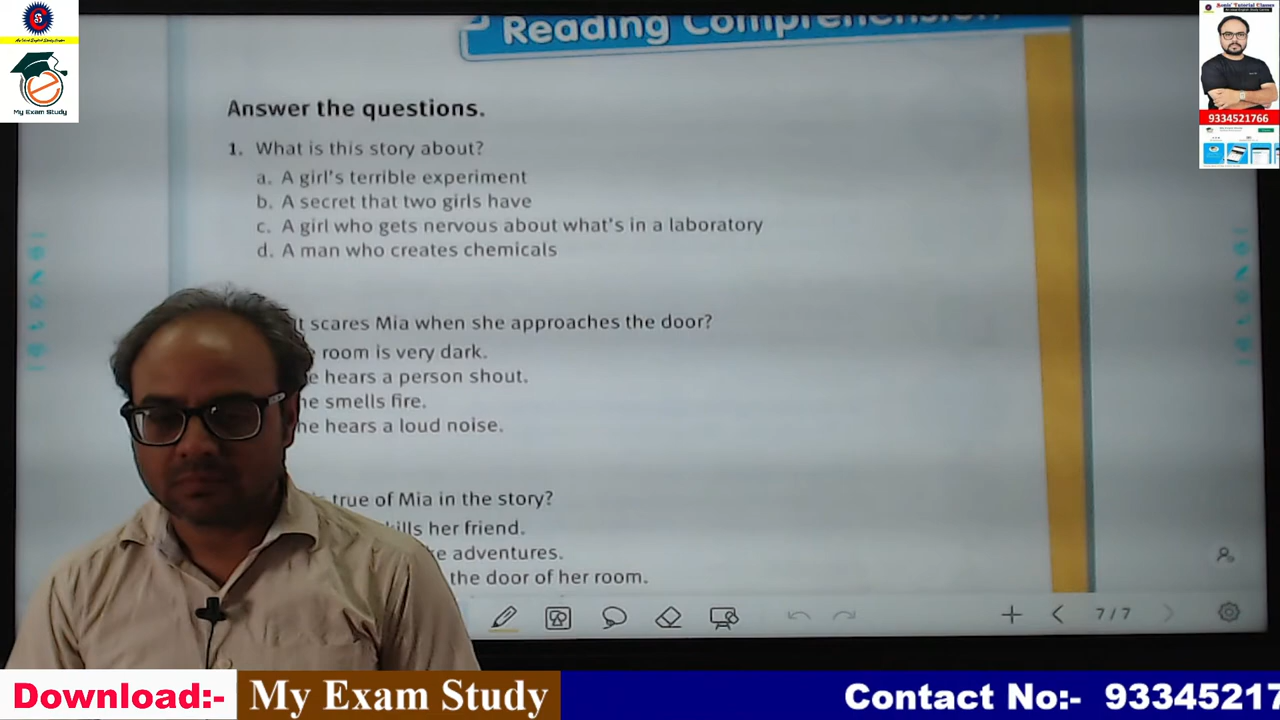 Reading Comprehensi
Answer the questions.
1. What is this story about?
a. A girl's terrible experiment
b. A secret that two girls have
c. A girl who gets nervous about what's in a laboratory
d. A man who creates chemicals
t scares Mia when she approaches the door?
room is very dark.
e hears a person shout.
he smells fire.
he hears a loud noise.
true of Mia in the story?
kills her friend.
ke adventures.
the door of her room.
7/7
My Exam Study
9334521766
Download:- My Exam Study
Contact No:- 93345217